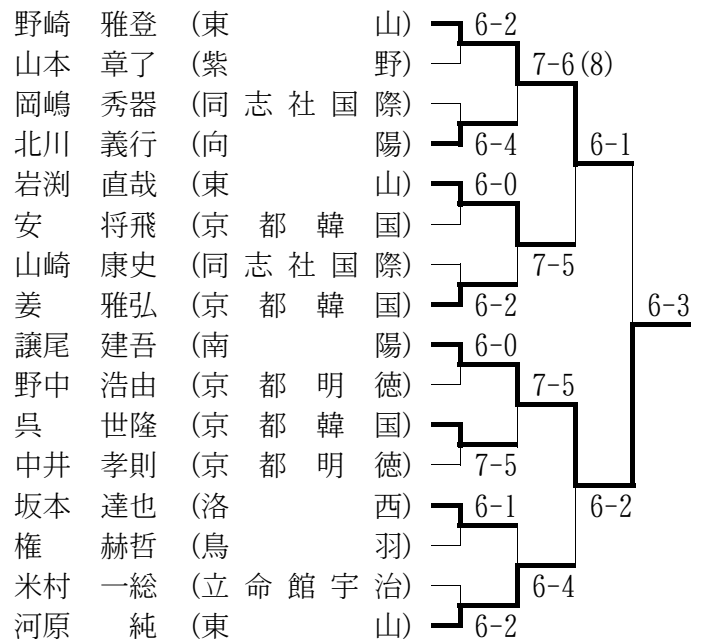 野崎 雅登 (東 山) 6-2
山本 章了 (紫 野) 7-6(8)
岡嶋 秀器 (同志社国際)
北川 義行 (向 陽) 6-4 6-1
岩渕 直哉 (東 山) 6-0
安 将飛 (京都韓国)
山崎 康史 (同志社国際) 7-5
姜 雅弘 (京都韓国) 6-2 6-3
譲尾 建吾 (南 陽) 6-0
野中 浩由 (京都明徳) 7-5
呉 世隆 (京都韓国)
中井 孝則 (京都明徳) 7-5
坂本 達也 (洛 西) 6-1 6-2
権 赫哲 (鳥 羽)
米村 一総 (立命館宇治) 6-4
河原 純 (東 山) 6-2